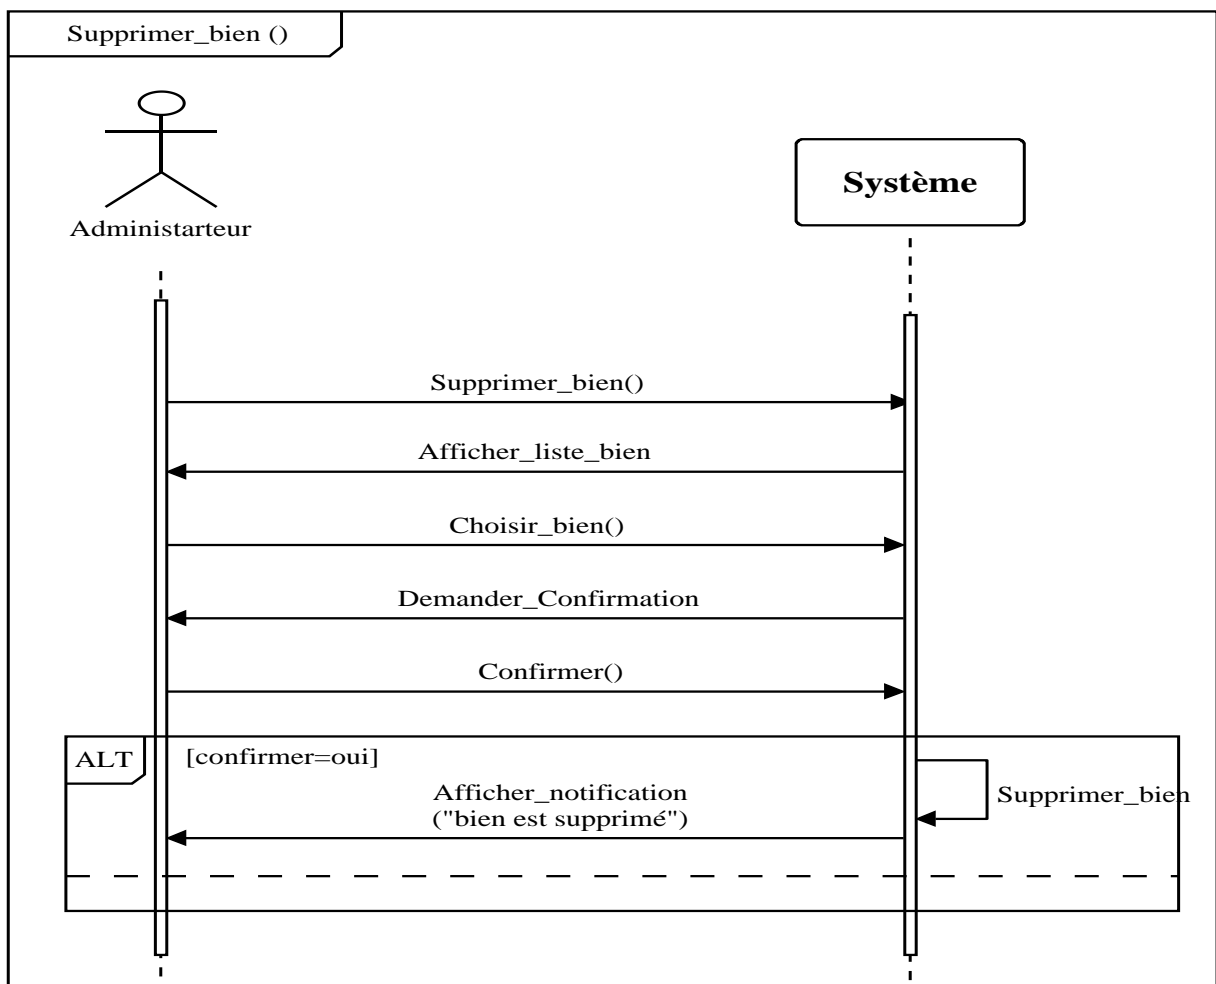 Supprimer_bien ()
Administarteur
Système
Supprimer_bien()
Afficher_liste_bien
Choisir_bien()
Demander_Confirmation
Confirmer()
ALT
[confirmer=oui]
Afficher_notification
("bien est supprimé")
Supprimer_bien